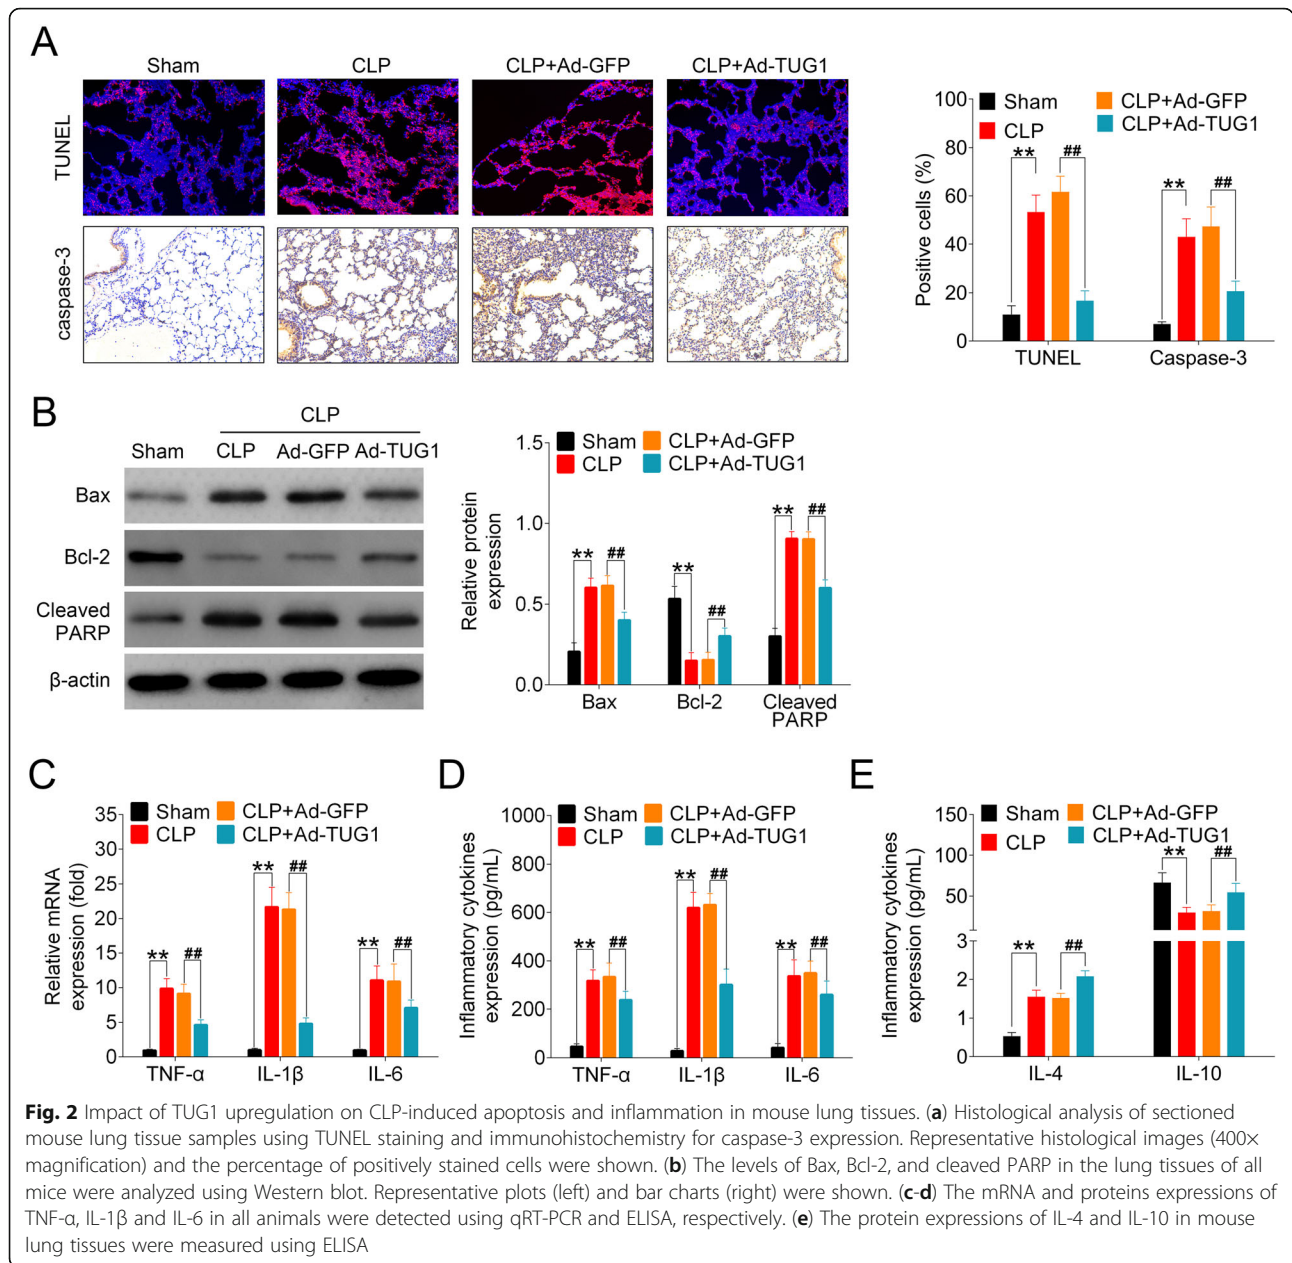 A
Sham
CLP
CLP+Ad-GFP
CLP+Ad-TUG1
TUNEL
caspase-3
Positive cells (%)
100
80
60
40
20
0
Sham
CLP
CLP+Ad-GFP
CLP+Ad-TUG1
**
##
**
##
TUNEL
Caspase-3
B
CLP
Sham
CLP
Ad-GFP
Ad-TUG1
Bax
Bcl-2
Cleaved
PARP
β-actin
Relative protein
expression
1.5
1.0
0.5
0.0
Sham
CLP
CLP+Ad-GFP
CLP+Ad-TUG1
**
##
**
##
**
##
Bax
Bcl-2
Cleaved
PARP
C
Relative mRNA
expression (fold)
35
30
25
20
15
10
5
0
Sham
CLP
CLP+Ad-GFP
CLP+Ad-TUG1
**
##
**
##
**
##
TNF-α
IL-1β
IL-6
D
Inflammatory cytokines
expression (pg/mL)
1000
800
600
400
200
0
Sham
CLP
CLP+Ad-GFP
CLP+Ad-TUG1
**
##
**
##
**
##
TNF-α
IL-1β
IL-6
E
Inflammatory cytokines
expression (pg/mL)
150
100
50
3
2
1
0
Sham
CLP
CLP+Ad-GFP
CLP+Ad-TUG1
**
##
**
##
IL-4
IL-10
Fig. 2 Impact of TUG1 upregulation on CLP-induced apoptosis and inflammation in mouse lung tissues. (a) Histological analysis of sectioned
mouse lung tissue samples using TUNEL staining and immunohistochemistry for caspase-3 expression. Representative histological images (400×
magnification) and the percentage of positively stained cells were shown. (b) The levels of Bax, Bcl-2, and cleaved PARP in the lung tissues of all
mice were analyzed using Western blot. Representative plots (left) and bar charts (right) were shown. (c-d) The mRNA and proteins expressions of
TNF-α, IL-1β and IL-6 in all animals were detected using qRT-PCR and ELISA, respectively. (e) The protein expressions of IL-4 and IL-10 in mouse
lung tissues were measured using ELISA